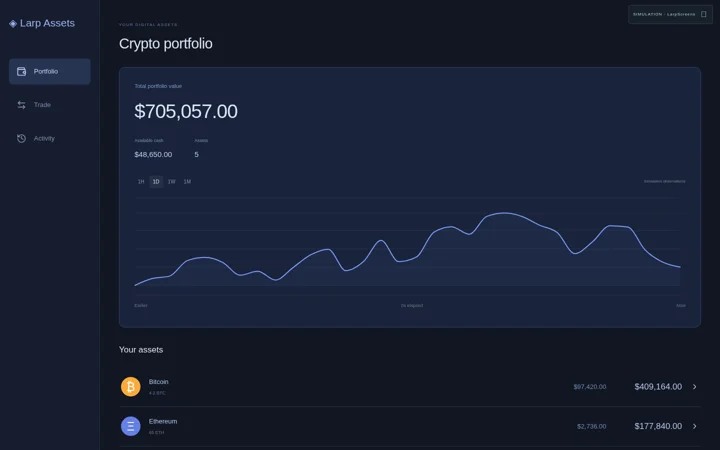 ◈ Larp Assets
Portfolio
Trade
Activity
SIMULATION · LarpScreens
YOUR DIGITAL ASSETS
Crypto portfolio
Total portfolio value
$705,057.00
Available cash
Assets
$48,650.00
5
1H
1D
1W
1M
Earlier
Now
Your assets
Bitcoin
4.2 BTC
$97,420.00
$409,164.00
Ethereum
65 ETH
$2,736.00
$177,840.00